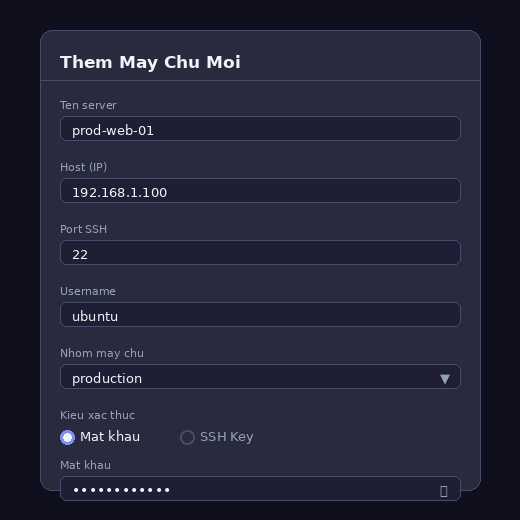 Them May Chu Moi
Ten server
prod-web-01
Host (IP)
192.168.1.100
Port SSH
22
Username
ubuntu
Nhom may chu
production ▼
Kieu xac thuc
Mat khau SSH Key
Mat khau
••••••••••••